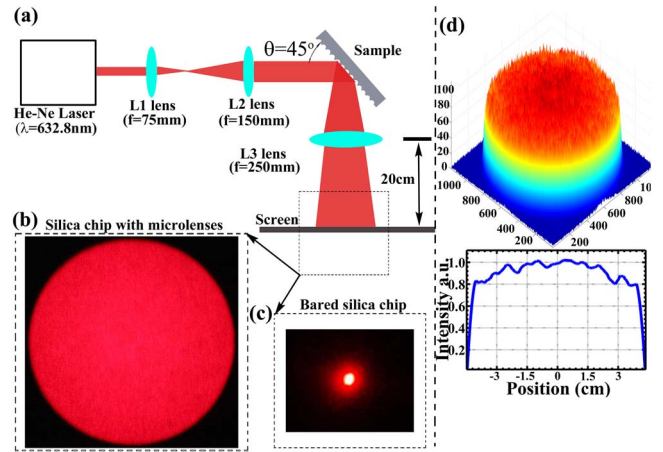 (a)
θ=45°
Sample
He-Ne Laser
(λ=632.8nm)
L1 lens
(f=75mm)
L2 lens
(f=150mm)
L3 lens
(f=250mm)
20cm
Screen
(b)
Silica chip with microlenses
(c)
Bared silica chip
(d)
100
80
60
40
20
0
1000
800
600
400
200
200
400
600
800
Intensity a.u.
1.0
0.8
0.6
0.4
0.2
-3
-1.5
0
1.5
3
Position (cm)